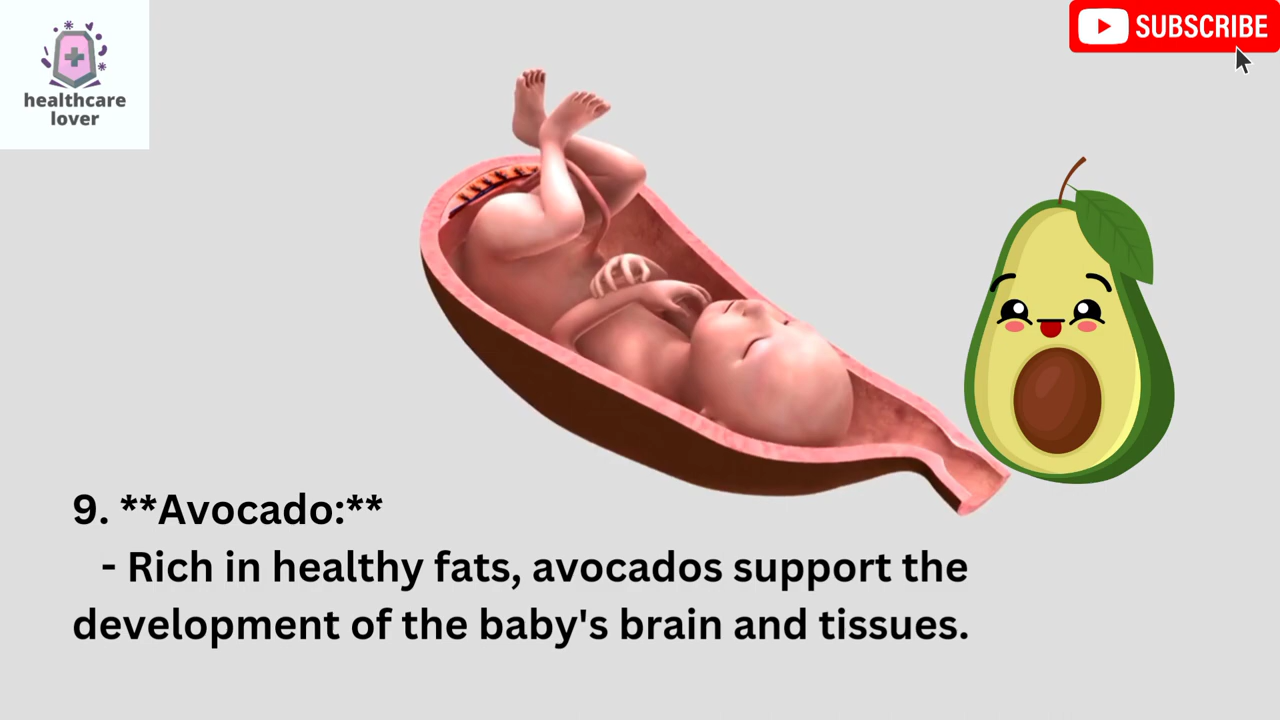 healthcare
lover
SUBSCRIBE
9. **Avocado:**
- Rich in healthy fats, avocados support the
development of the baby's brain and tissues.